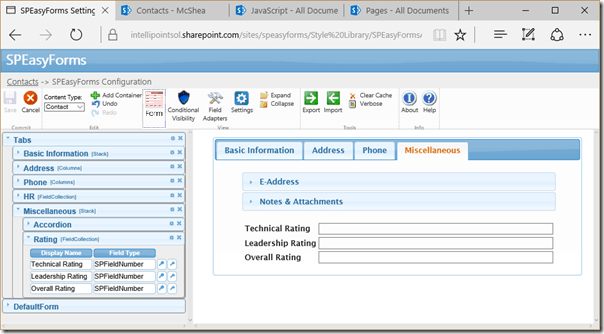 SPEasyForms Setting
Contacts - McShea
JavaScript - All Docume
Pages - All Documents
intellipointsol.sharepoint.com/sites/speasyforms/Style%20Library/SPEasyForms
SPEasyForms
Contacts -> SPEasyForms Configuration
Save
Cancel
Commit
Content Type:
Contact
Add Container
Undo
Redo
Edit
Form
Conditional Visibility
Field Adapters
Settings
Expand
Collapse
View
Export
Import
Clear Cache
Verbose
Tools
About
Help
Info
Tabs
Basic Information [Stack]
Address [Columns]
Phone [Columns]
HR [FieldCollection]
Miscellaneous [Stack]
Accordion
Rating [FieldCollection]
Display Name Field Type
Technical Rating SPFieldNumber
Leadership Rating SPFieldNumber
Overall Rating SPFieldNumber
DefaultForm
Basic Information
Address
Phone
Miscellaneous
E-Address
Notes & Attachments
Technical Rating
Leadership Rating
Overall Rating